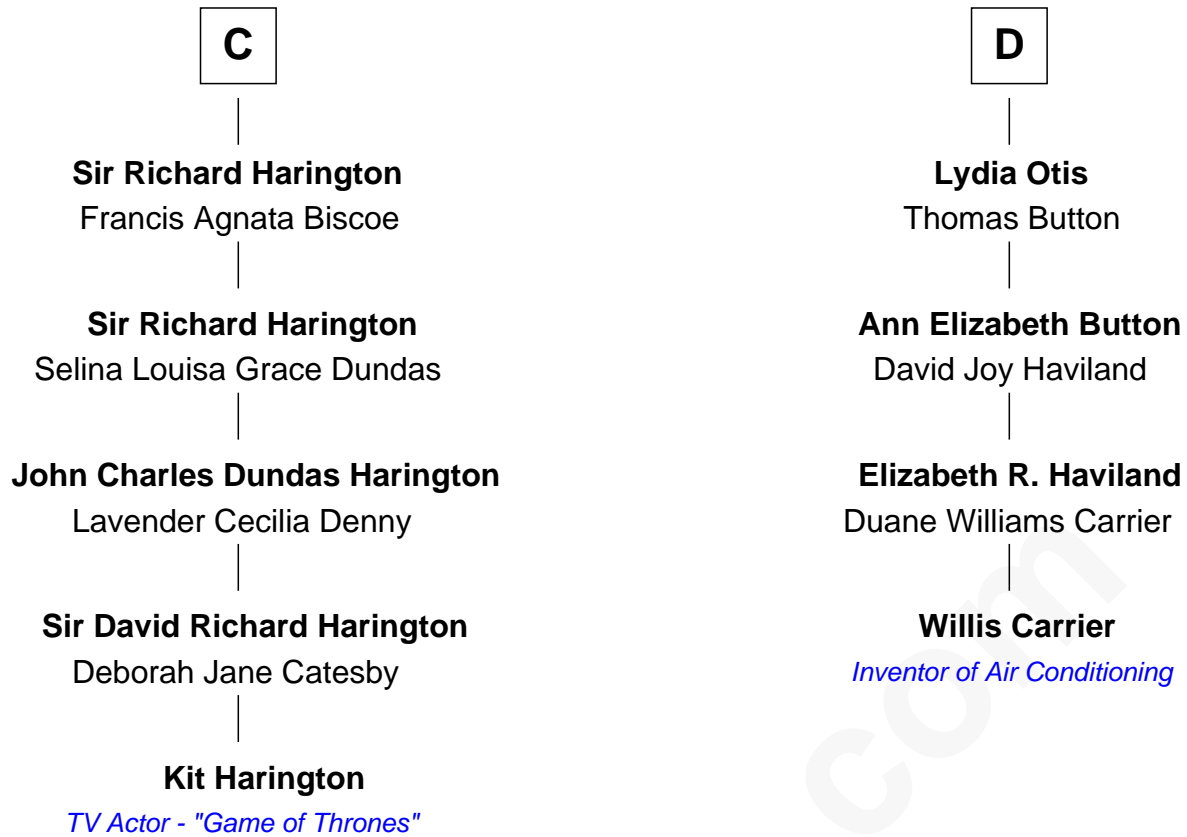 C
Sir Richard Harington
Francis Agnata Biscoe
Sir Richard Harington
Selina Louisa Grace Dundas
John Charles Dundas Harington
Lavender Cecilia Denny
Sir David Richard Harington
Deborah Jane Catesby
Kit Harington
TV Actor - "Game of Thrones"
D
Lydia Otis
Thomas Button
Ann Elizabeth Button
David Joy Haviland
Elizabeth R. Haviland
Duane Williams Carrier
Willis Carrier
Inventor of Air Conditioning
com